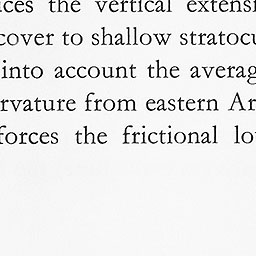 ces the vertical extensi
cover to shallow stratocu
into account the averag
rvature from eastern Ar
forces the frictional lo